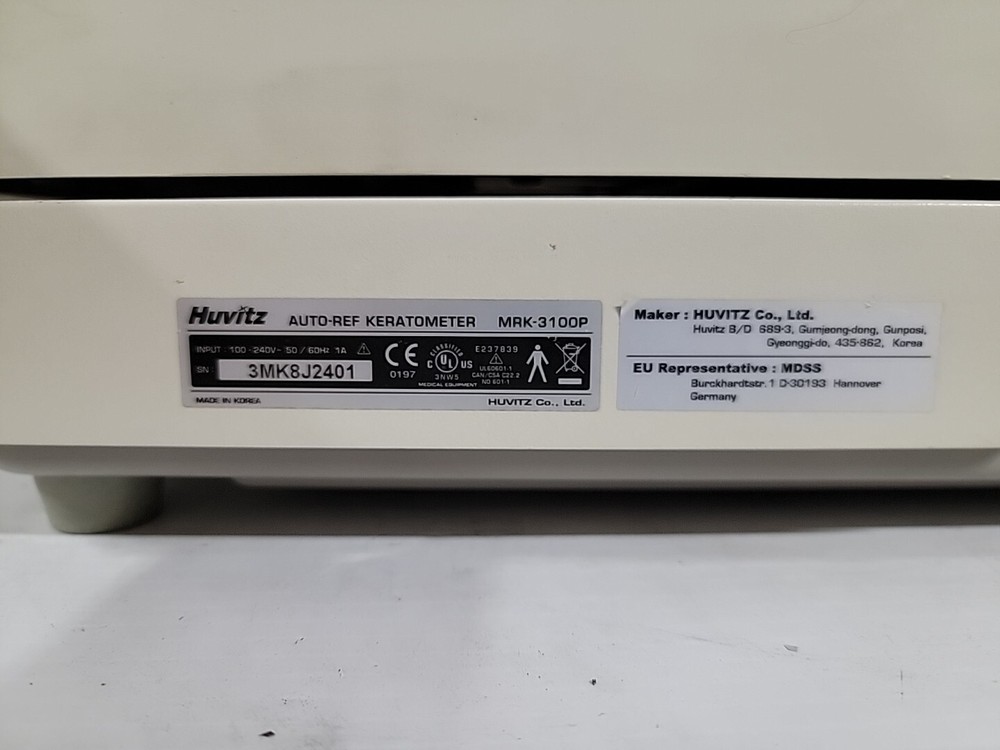 Huvitz AUTO-REF KERATOMETER MRK-3100P
INPUT : 100 - 240V~ 50 / 60Hz 1A
SN : 3MK8J2401
CE
0197
CLASSIFIED
C UL US
3NW5
MEDICAL EQUIPMENT
E237839
UL60601-1
CAN/CSA C22.2
NO 601-1
MADE IN KOREA
HUVITZ Co., Ltd.
Maker : HUVITZ Co., Ltd.
Huvitz B/D 689-3, Gumjeong-dong, Gunposi,
Gyeonggi-do, 435-862, Korea
EU Representative : MDSS
Burckhardtstr. 1 D-30193 Hannover
Germany